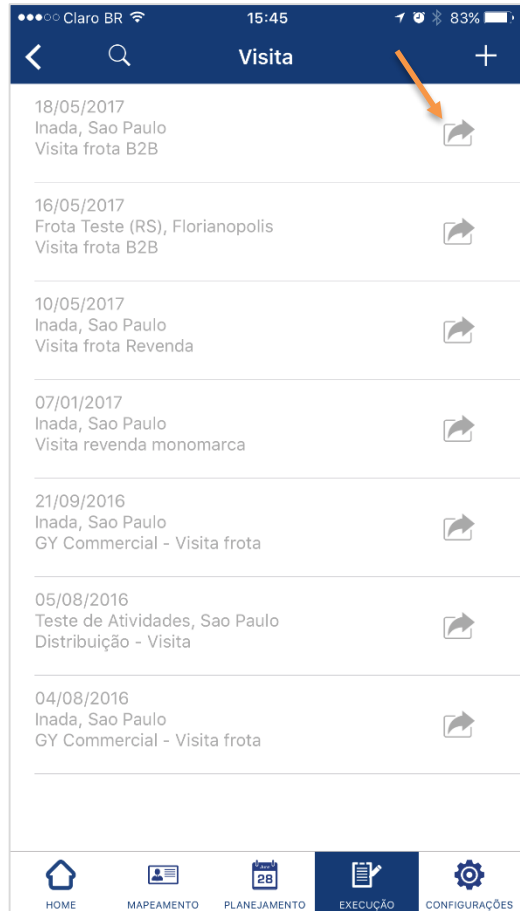 Claro BR 15:45 83%
Visita
18/05/2017
Inada, Sao Paulo
Visita frota B2B
16/05/2017
Frota Teste (RS), Florianopolis
Visita frota B2B
10/05/2017
Inada, Sao Paulo
Visita frota Revenda
07/01/2017
Inada, Sao Paulo
Visita revenda monomarca
21/09/2016
Inada, Sao Paulo
GY Commercial - Visita frota
05/08/2016
Teste de Atividades, Sao Paulo
Distribuição - Visita
04/08/2016
Inada, Sao Paulo
GY Commercial - Visita frota
28
HOME MAPEAMENTO PLANEJAMENTO EXECUÇÃO CONFIGURAÇÕES